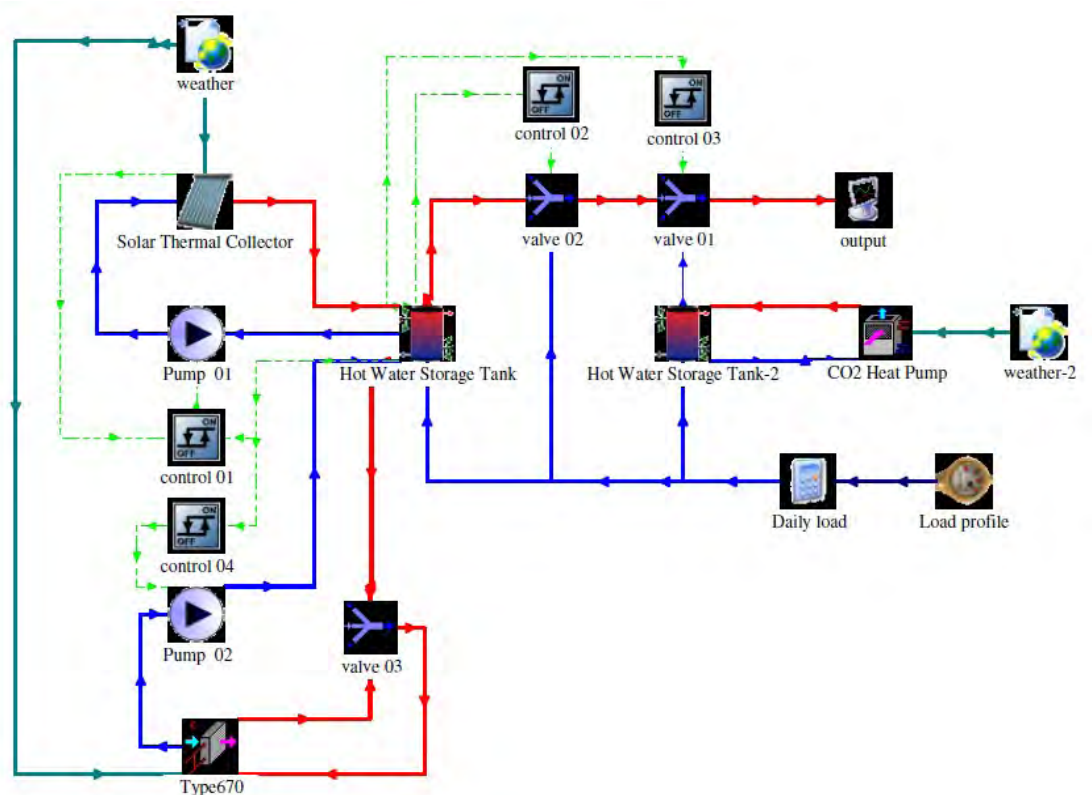 weather
control 02
control 03
Solar Thermal Collector
valve 02
valve 01
output
Pump 01
Hot Water Storage Tank
Hot Water Storage Tank-2
CO2 Heat Pump
weather-2
control 01
Daily load
Load profile
control 04
Pump 02
valve 03
Type670